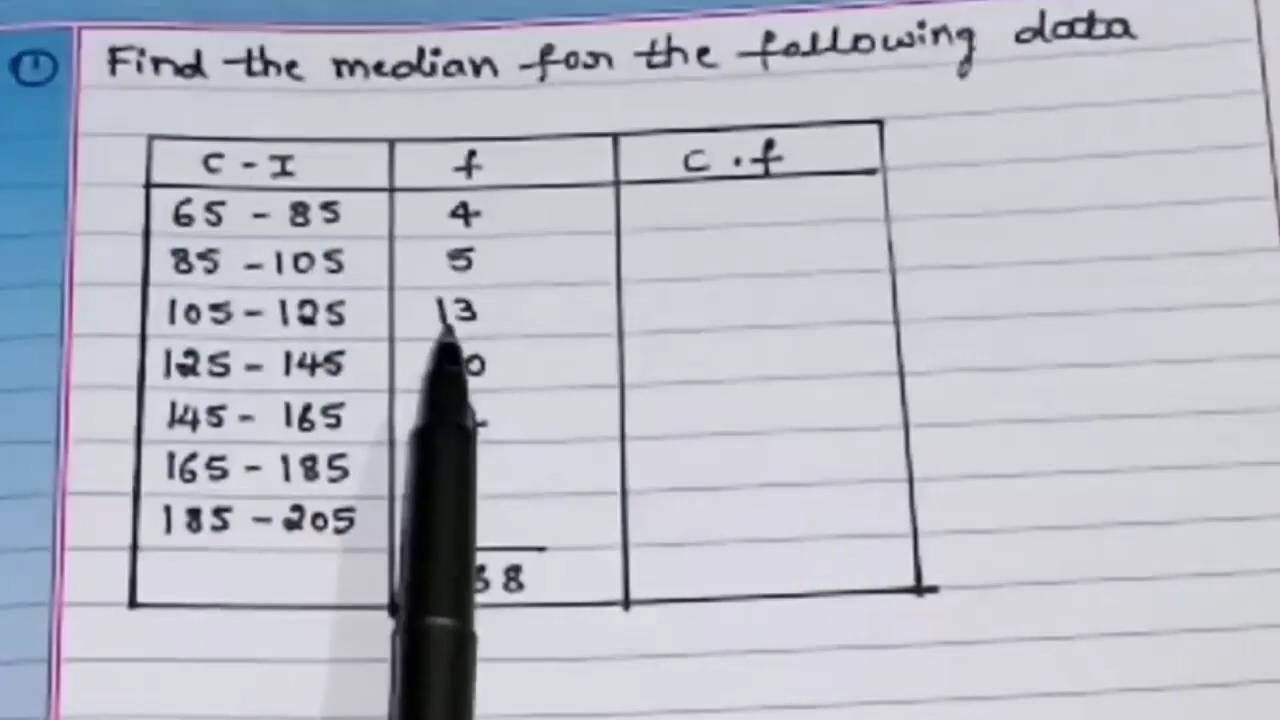 1 Find the median for the following data
C - I f C.f
65 - 85 4
85 - 105 5
105 - 125 13
125 - 145
145 - 165
165 - 185
185 - 205